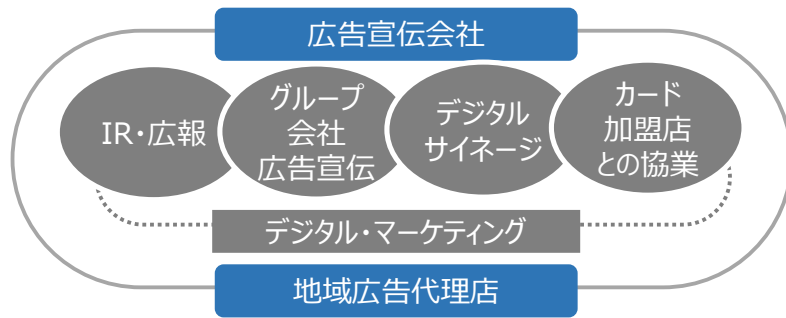 広告宣伝会社
IR・広報
グループ
会社
広告宣伝
デジタル
サイネージ
カード
加盟店
との協業
デジタル・マーケティング
地域広告代理店